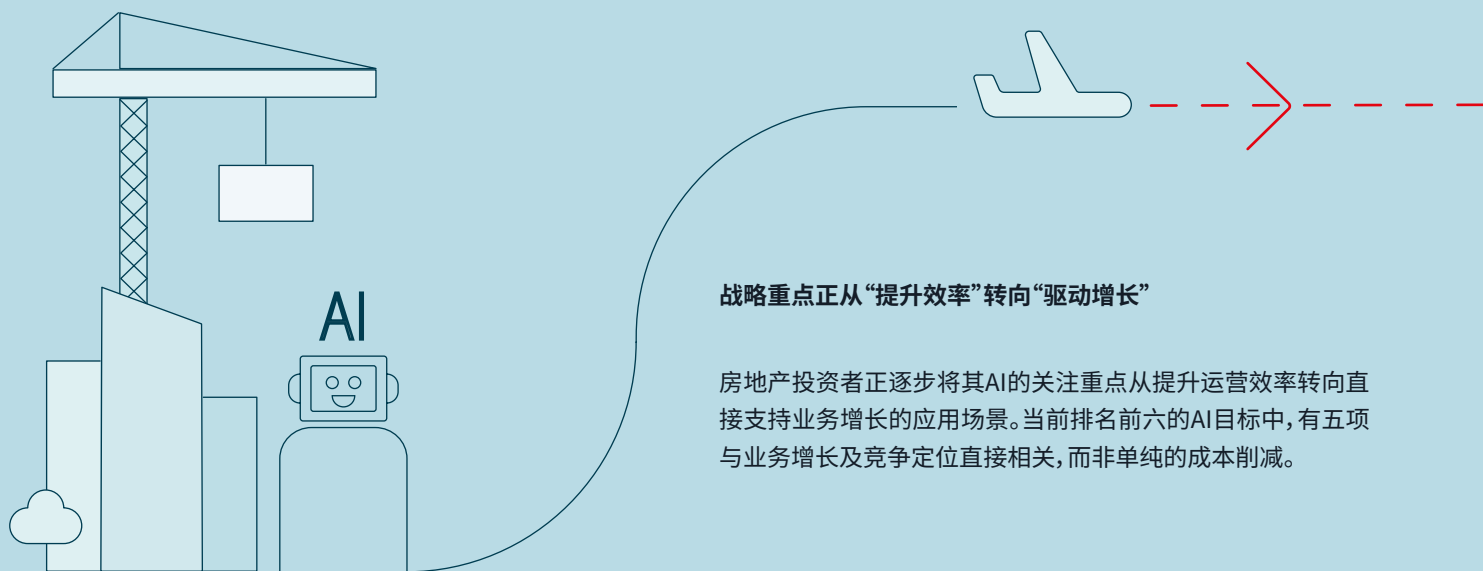 AI
战略重点正从“提升效率”转向“驱动增长”
房地产投资者正逐步将其AI的关注重点从提升运营效率转向直
接支持业务增长的应用场景。当前排名前六的AI目标中，有五项
与业务增长及竞争定位直接相关，而非单纯的成本削减。